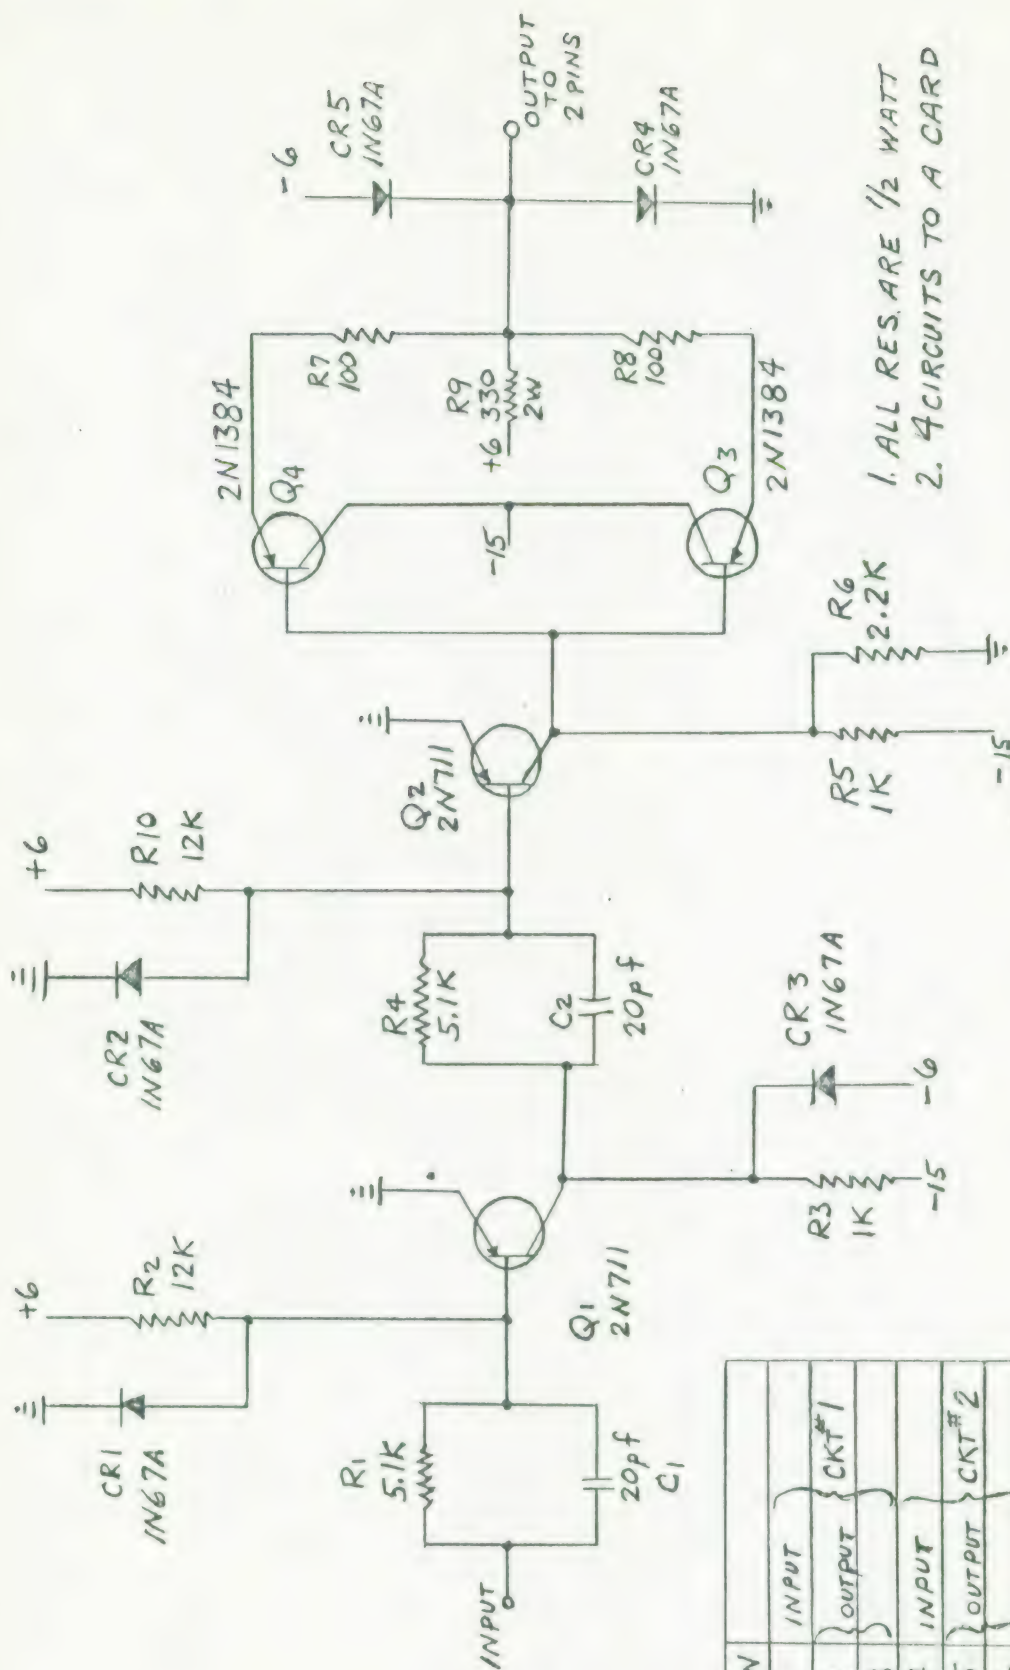 INPUT
R1
5.1K
20pf
C1
CR1
1N67A
+6
R2
12K
Q1
2N711
R3
1K
-15
CR3
1N67A
-6
R4
5.1K
C2
20pf
CR2
1N67A
+6
R10
12K
Q2
2N711
R5
1K
-15
R6
2.2K
2N1384
Q4
-15
Q3
2N1384
R7
100
R9
+6 330
2W
R8
100
-6
CR5
1N67A
OUTPUT
TO
2 PINS
CR4
1N67A
1. ALL RES. ARE 1/2 WATT
2. 4 CIRCUITS TO A CARD
INPUT
OUTPUT
CKT #1
INPUT
OUTPUT
CKT #2